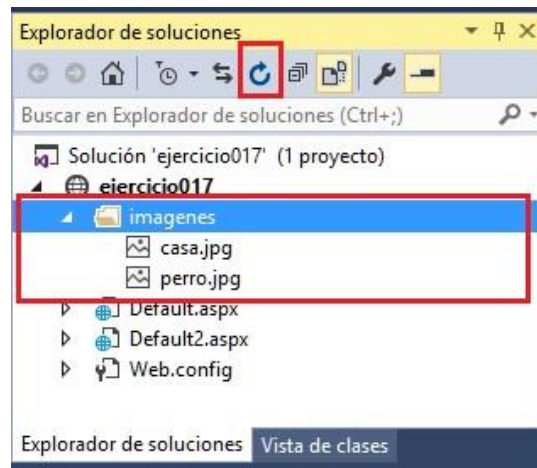 Explorador de soluciones
Buscar en Explorador de soluciones (Ctrl+;)
Solución 'ejercicio017' (1 proyecto)
ejercicio017
imagenes
casa.jpg
perro.jpg
Default.aspx
Default2.aspx
Web.config
Explorador de soluciones Vista de clases